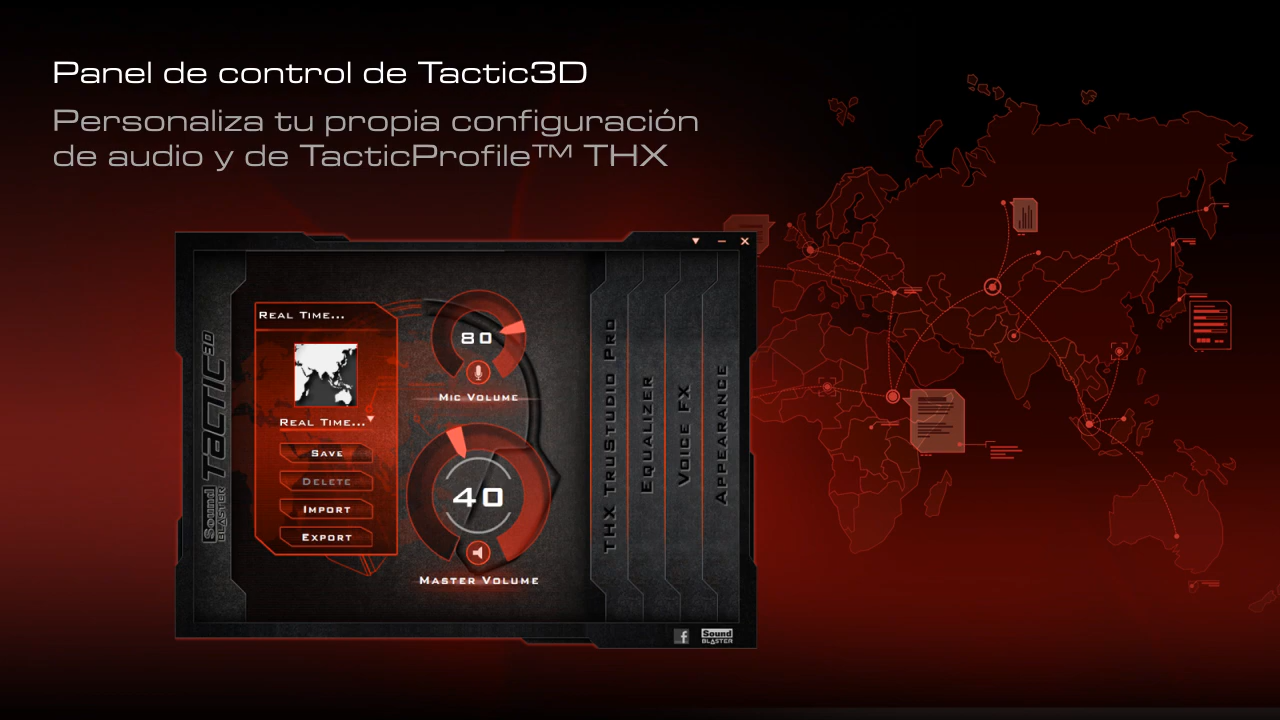 Panel de control de Tactic3D
Personaliza tu propia configuración
de audio y de TacticProfile™ THX
Sound BLASTER TACTIC3D
REAL TIME...
REAL TIME...
SAVE
DELETE
IMPORT
EXPORT
80
MIC VOLUME
40
MASTER VOLUME
THX TRUSTUDIO PRO
EQUALIZER
VOICE FX
APPEARANCE
f
Sound
BLASTER